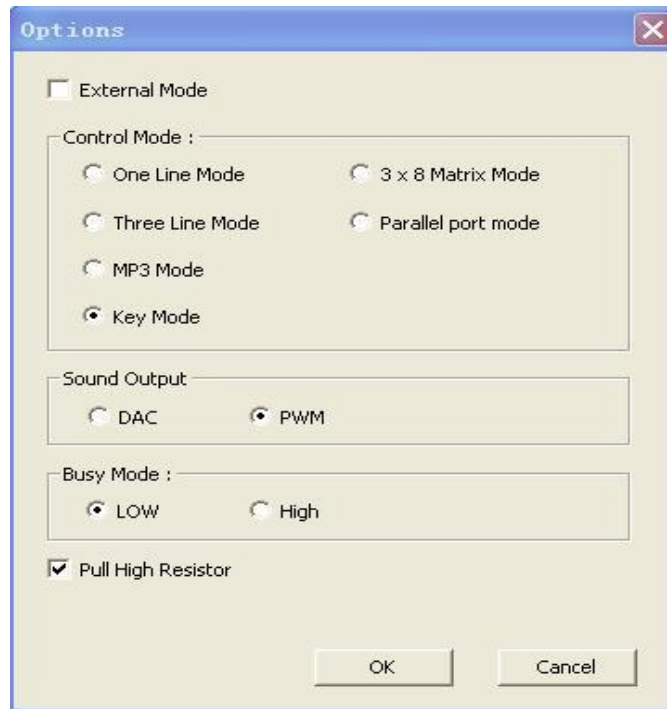 Options
External Mode
Control Mode :
One Line Mode
3 x 8 Matrix Mode
Three Line Mode
Parallel port mode
MP3 Mode
Key Mode
Sound Output
DAC
PWM
Busy Mode :
LOW
High
Pull High Resistor
OK
Cancel